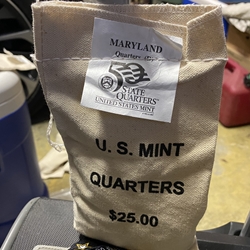 MARYLAND
Quarters
50
STATE
QUARTERS
UNITED STATES MINT
U. S. MINT
QUARTERS
$25.00